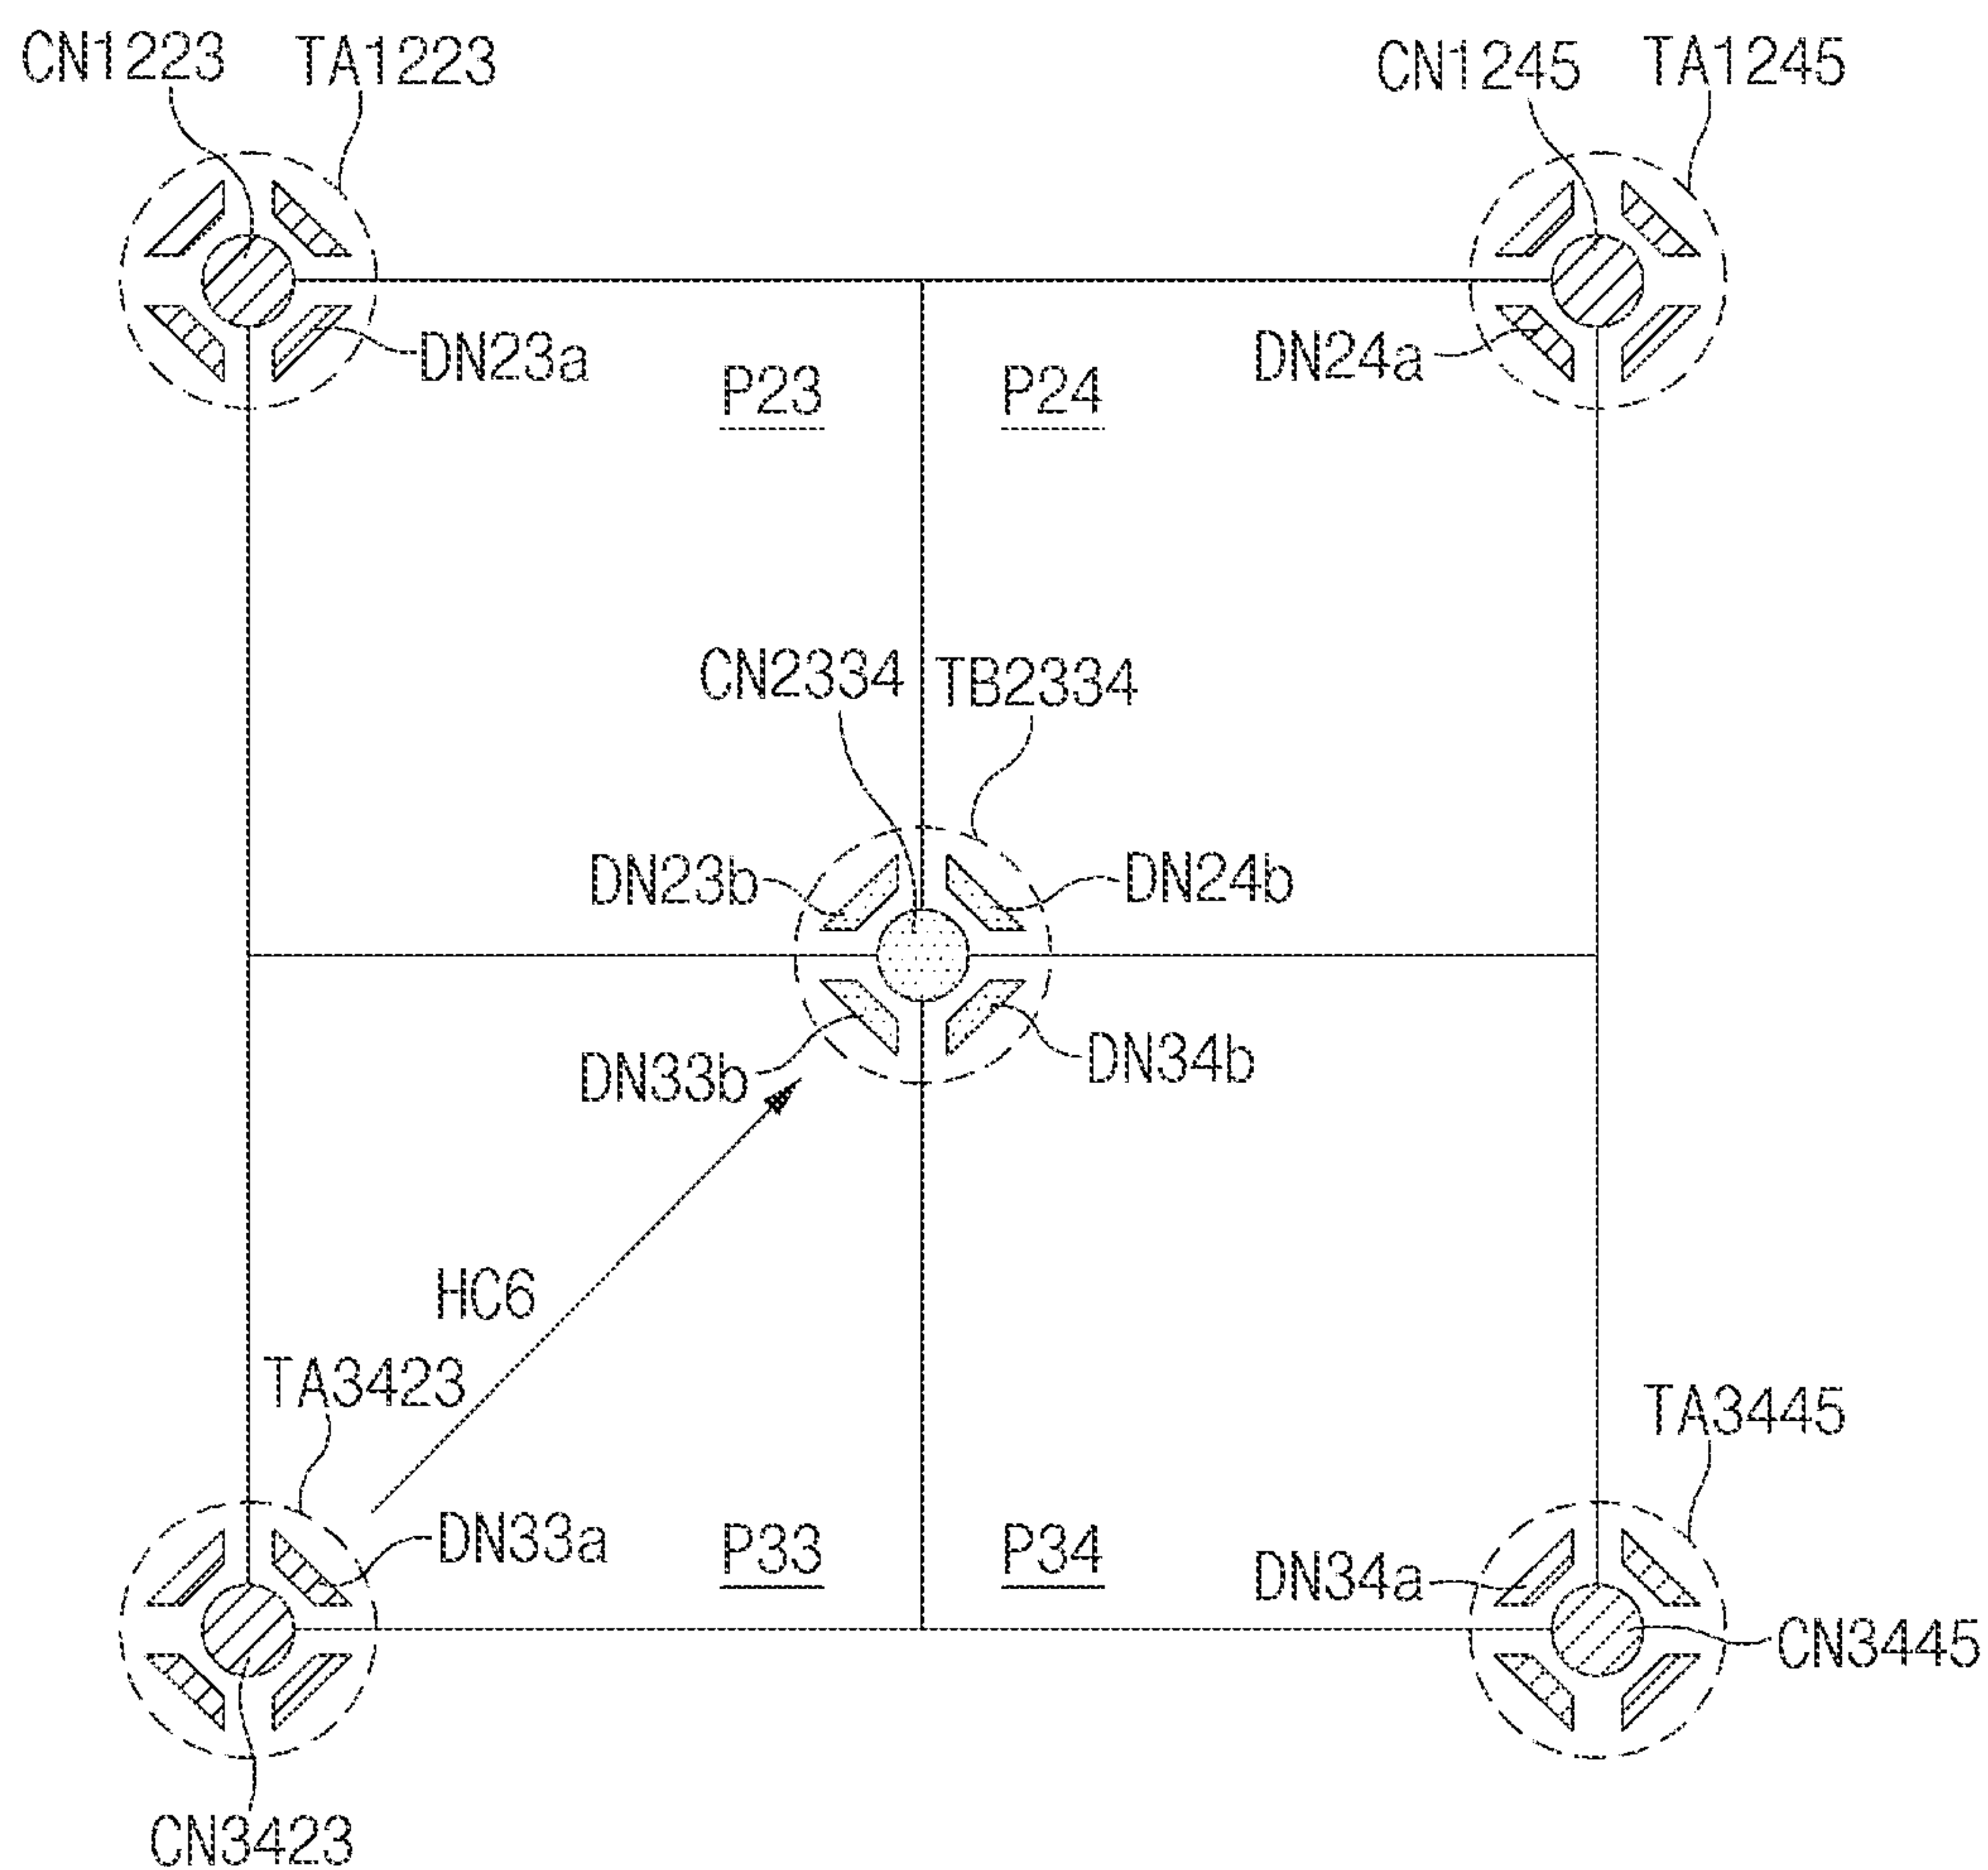 CN1223 TA1223 CN1245 TA1245
DN23a P23 P24 DN24a
CN2334 TB2334
DN23b DN24b
DN33b DN34b
HC6
TA3423 TA3445
DN33a P33 P34 DN34a
CN3445
CN3423